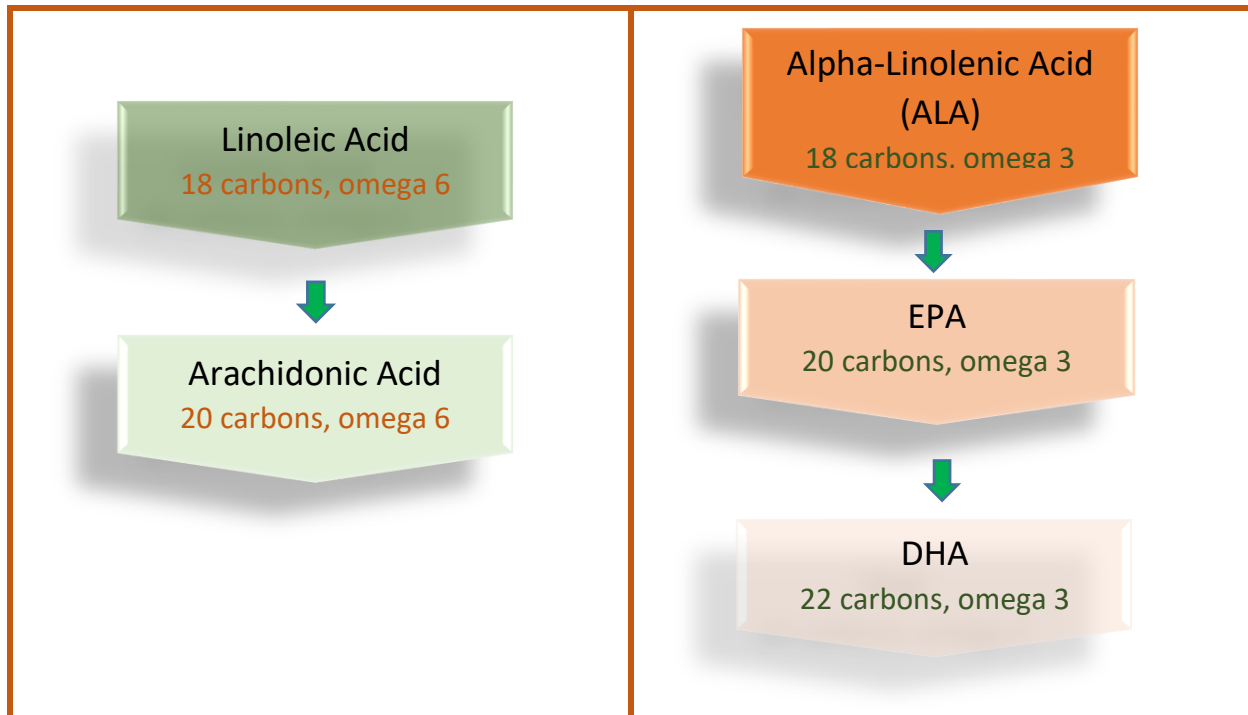 Linoleic Acid
18 carbons, omega 6
Arachidonic Acid
20 carbons, omega 6
Alpha-Linolenic Acid
(ALA)
18 carbons, omega 3
EPA
20 carbons, omega 3
DHA
22 carbons, omega 3